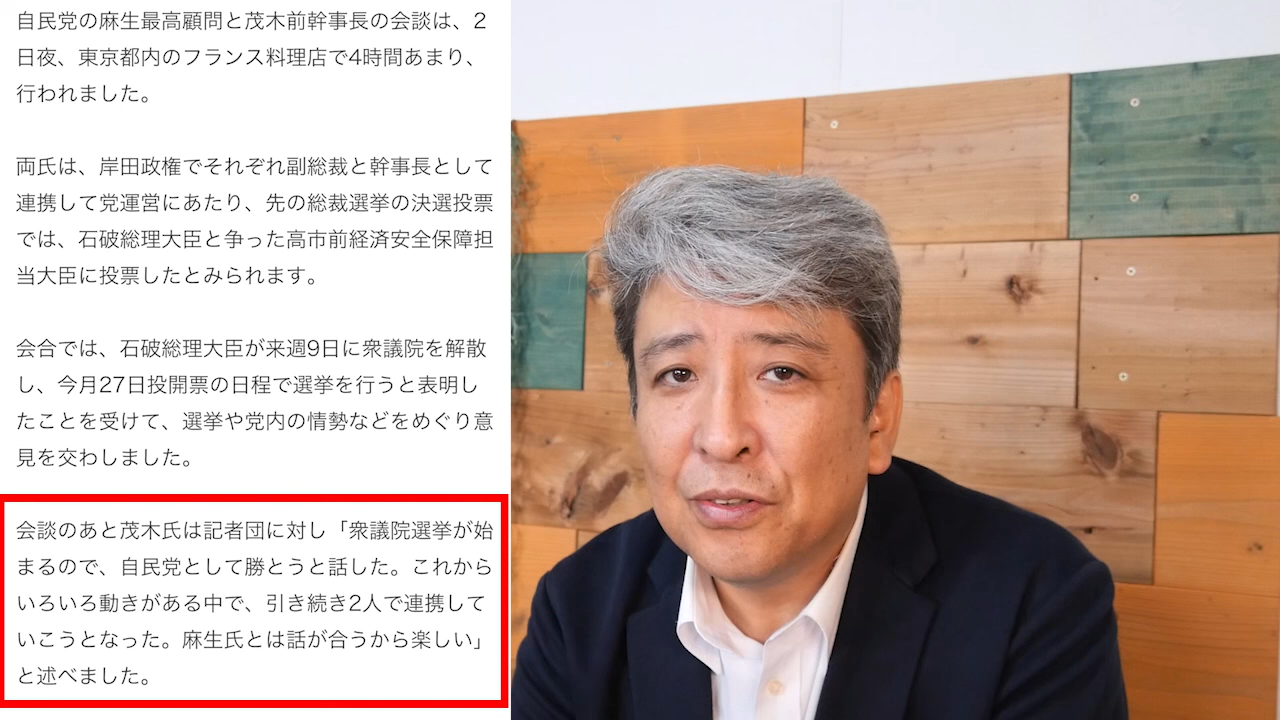 自民党の麻生最高顧問と茂木前幹事長の会談は、2
日夜、東京都内のフランス料理店で4時間あまり、
行われました。
両氏は、岸田政権でそれぞれ副総裁と幹事長として
連携して党運営にあたり、先の総裁選挙の決選投票
では、石破総理大臣と争った高市前経済安全保障担
当大臣に投票したとみられます。
会合では、石破総理大臣が来週9日に衆議院を解散
し、今月27日投開票の日程で選挙を行うと表明し
たことを受けて、選挙や党内の情勢などをめぐり意
見を交わしました。
会談のあと茂木氏は記者団に対し「衆議院選挙が始
まるので、自民党として勝とうと話した。これから
いろいろ動きがある中で、引き続き2人で連携して
いこうとなった。麻生氏とは話が合うから楽しい」
と述べました。